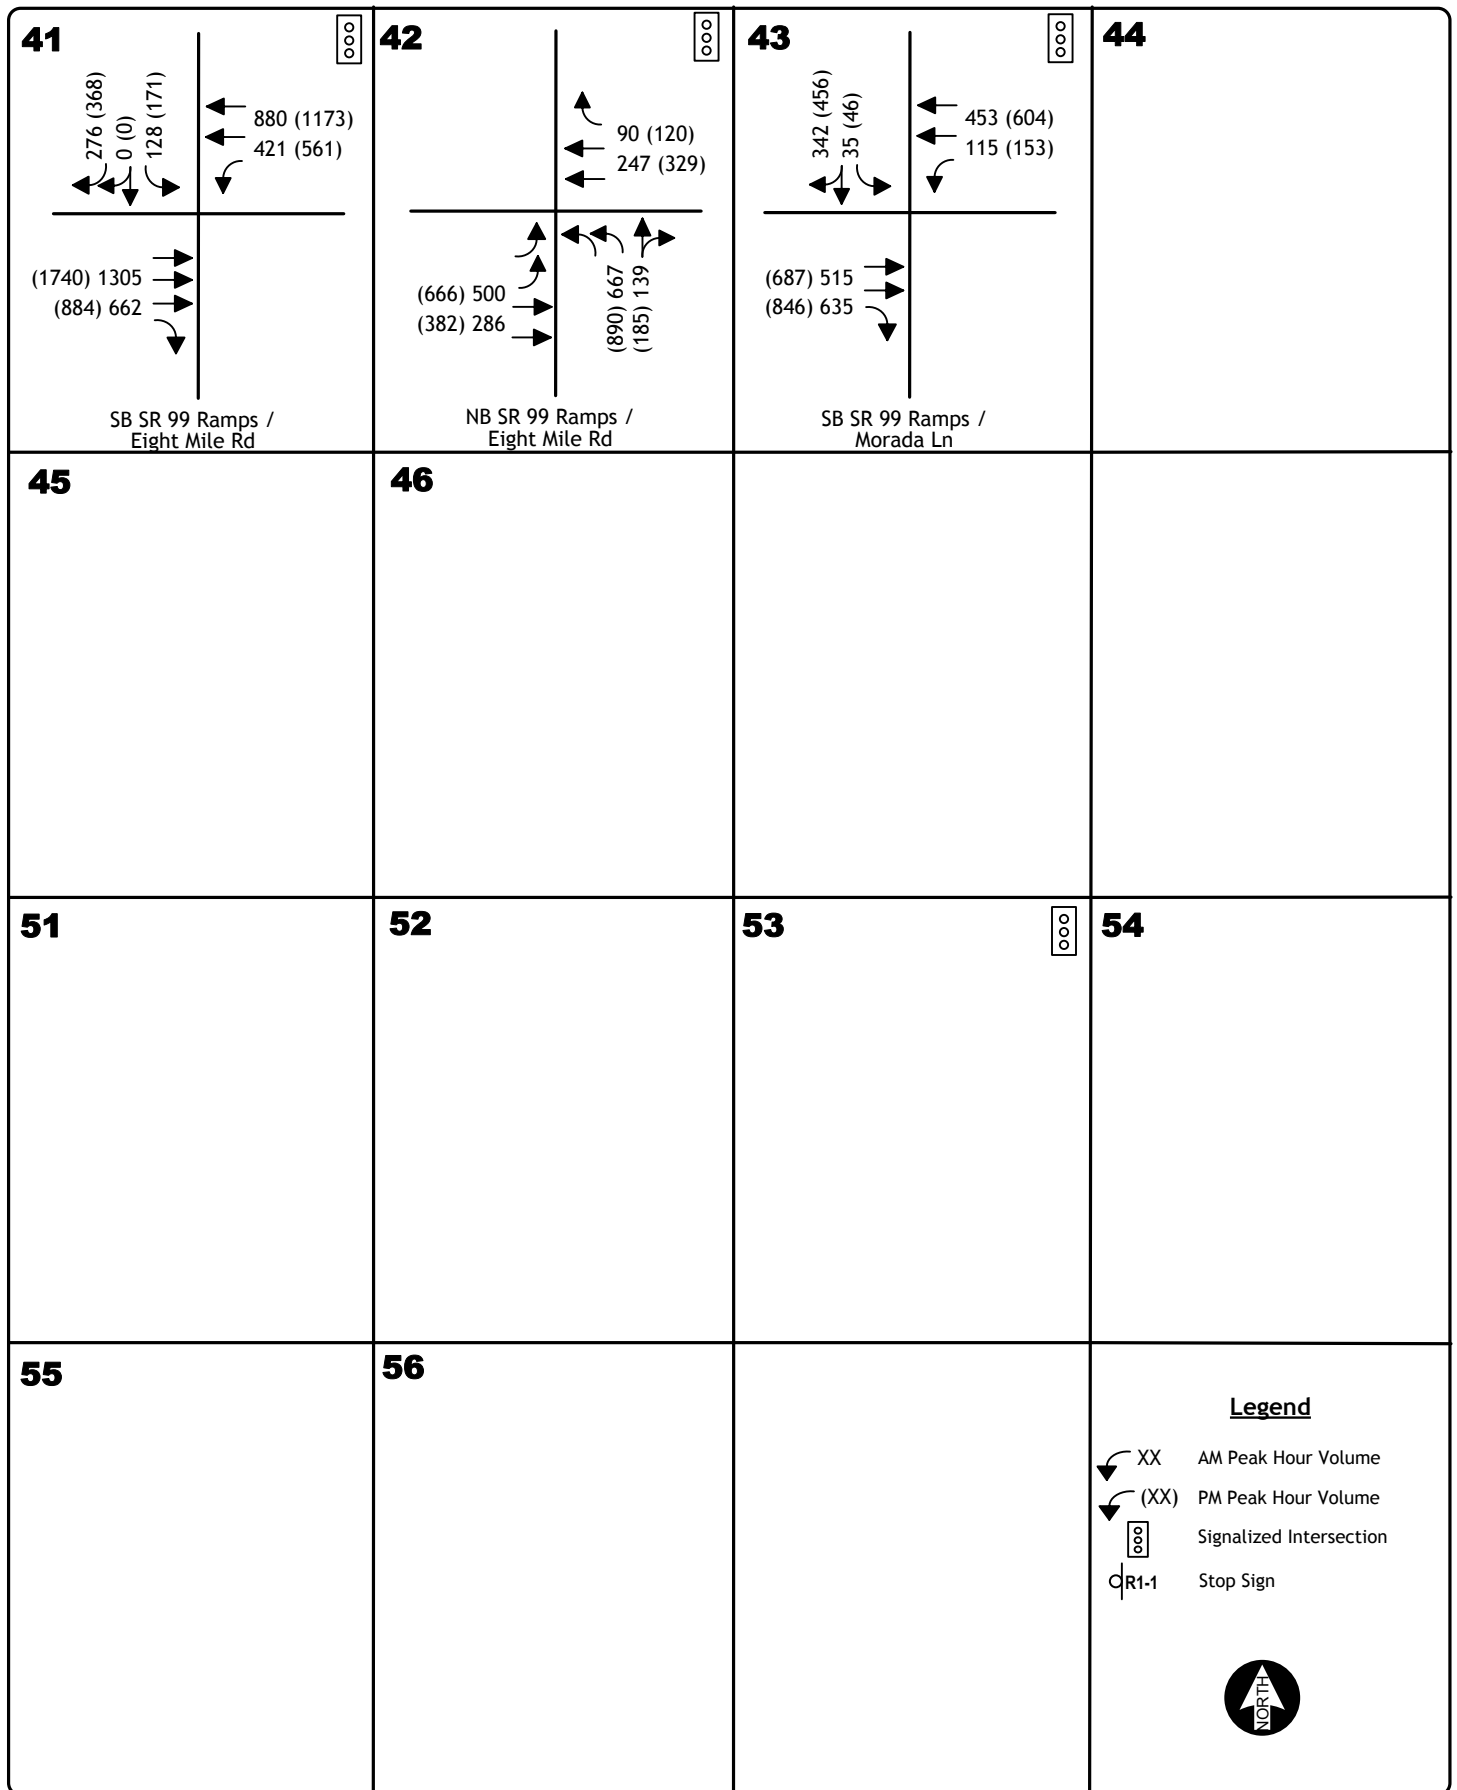 41
276 (368)
0 (0)
128 (171)
880 (1173)
421 (561)
(1740) 1305
(884) 662
SB SR 99 Ramps /
Eight Mile Rd
42
90 (120)
247 (329)
(666) 500
(382) 286
(890) 667
(185) 139
NB SR 99 Ramps /
Eight Mile Rd
43
342 (456)
35 (46)
453 (604)
115 (153)
(687) 515
(846) 635
SB SR 99 Ramps /
Morada Ln
44
45
46
51
52
53
54
55
56
Legend
XX AM Peak Hour Volume
(XX) PM Peak Hour Volume
Signalized Intersection
R1-1 Stop Sign
NORTH